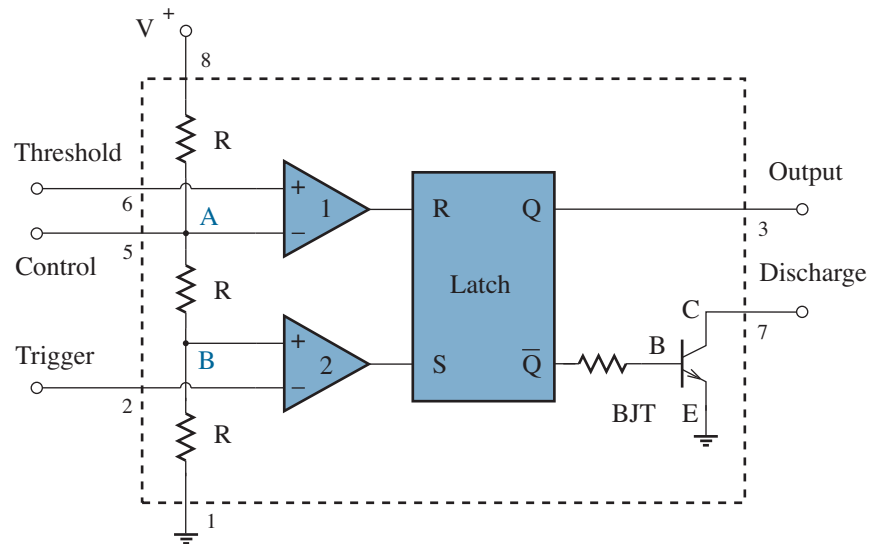 V +
8
R
Threshold
6
+
1
−
A
5
Control
R
Q
Output
3
R
Latch
Discharge
7
C
B
Trigger
2
B
+
2
−
S
Q̅
BJT
E
R
1